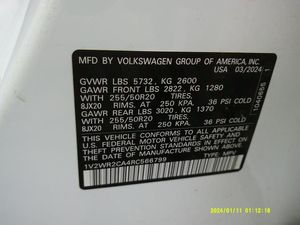 MFD BY VOLKSWAGEN GROUP OF AMERICA, INC.
USA 03/2024
GVWR LBS 5732, KG 2600
GAWR FRONT LBS 2822, KG 1280
WITH 255/50R20 TIRES,
8JX20 RIMS, AT 250 KPA, 36 PSI COLD
GAWR REAR LBS 3020, KG 1370
WITH 255/50R20 TIRES,
8JX20 RIMS, AT 250 KPA, 36 PSI COLD
THIS VEHICLE CONFORMS TO ALL APPLICABLE
U.S. FEDERAL MOTOR VEHICLE SAFETY, BUMPER AND
THEFT PREVENTION STANDARDS IN EFFECT ON THE
DATE OF MANUFACTURE SHOWN ABOVE.
1V2WR2CA4RC566799 TYPE: MPV
1040655
2024/01/11 01:12:18